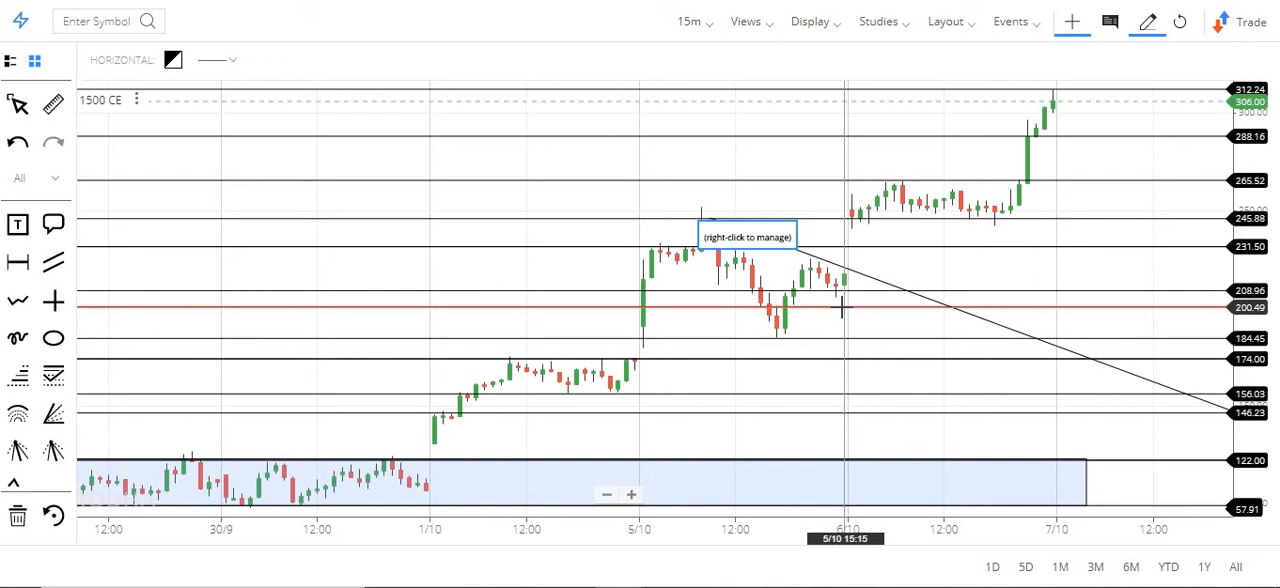 Enter Symbol
15m
Views
Display
Studies
Layout
Events
Trade
HORIZONTAL:
1500 CE
All
T
(right-click to manage)
312.24
306.00
300.00
288.16
265.52
245.88
231.50
208.96
200.49
184.45
174.00
156.03
146.23
122.00
57.91
12:00
30/9
12:00
1/10
12:00
5/10
12:00
6/10
12:00
7/10
12:00
5/10 15:15
1D
5D
1M
3M
6M
YTD
1Y
All